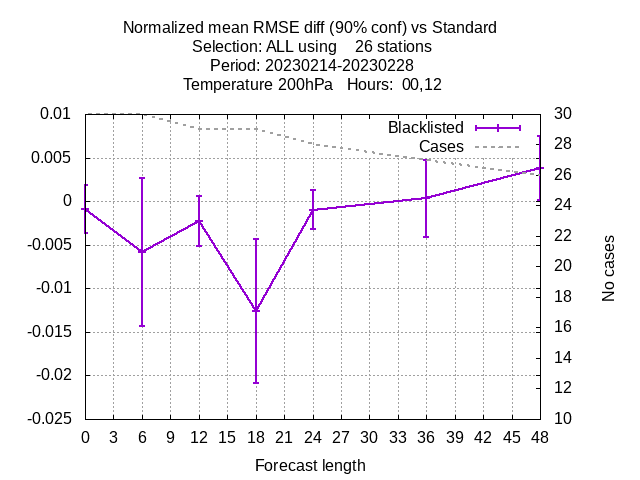 Normalized mean RMSE diff (90% conf) vs Standard
Selection: ALL using    26 stations
Period: 20230214-20230228
Temperature 200hPa   Hours:  00,12
Blacklisted
Cases
0.01
0.005
0
-0.005
-0.01
-0.015
-0.02
-0.025
30
28
26
24
22
20
18
16
14
12
10
No cases
0 3 6 9 12 15 18 21 24 27 30 33 36 39 42 45 48
Forecast length